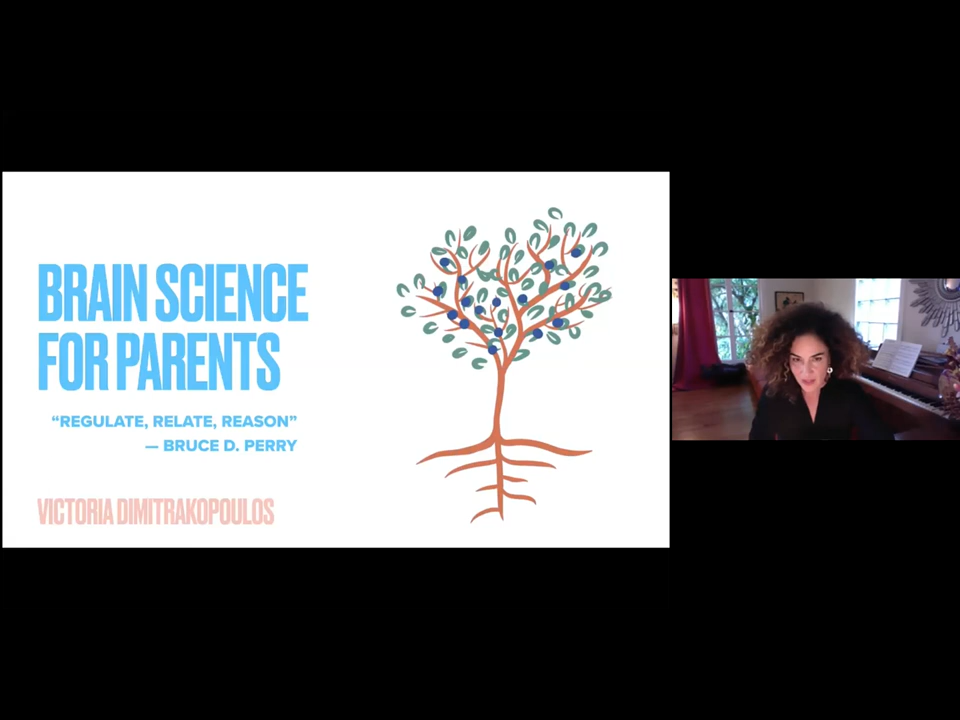 BRAIN SCIENCE
FOR PARENTS
“REGULATE, RELATE, REASON”
— BRUCE D. PERRY
VICTORIA DIMITRAKOPOULOS